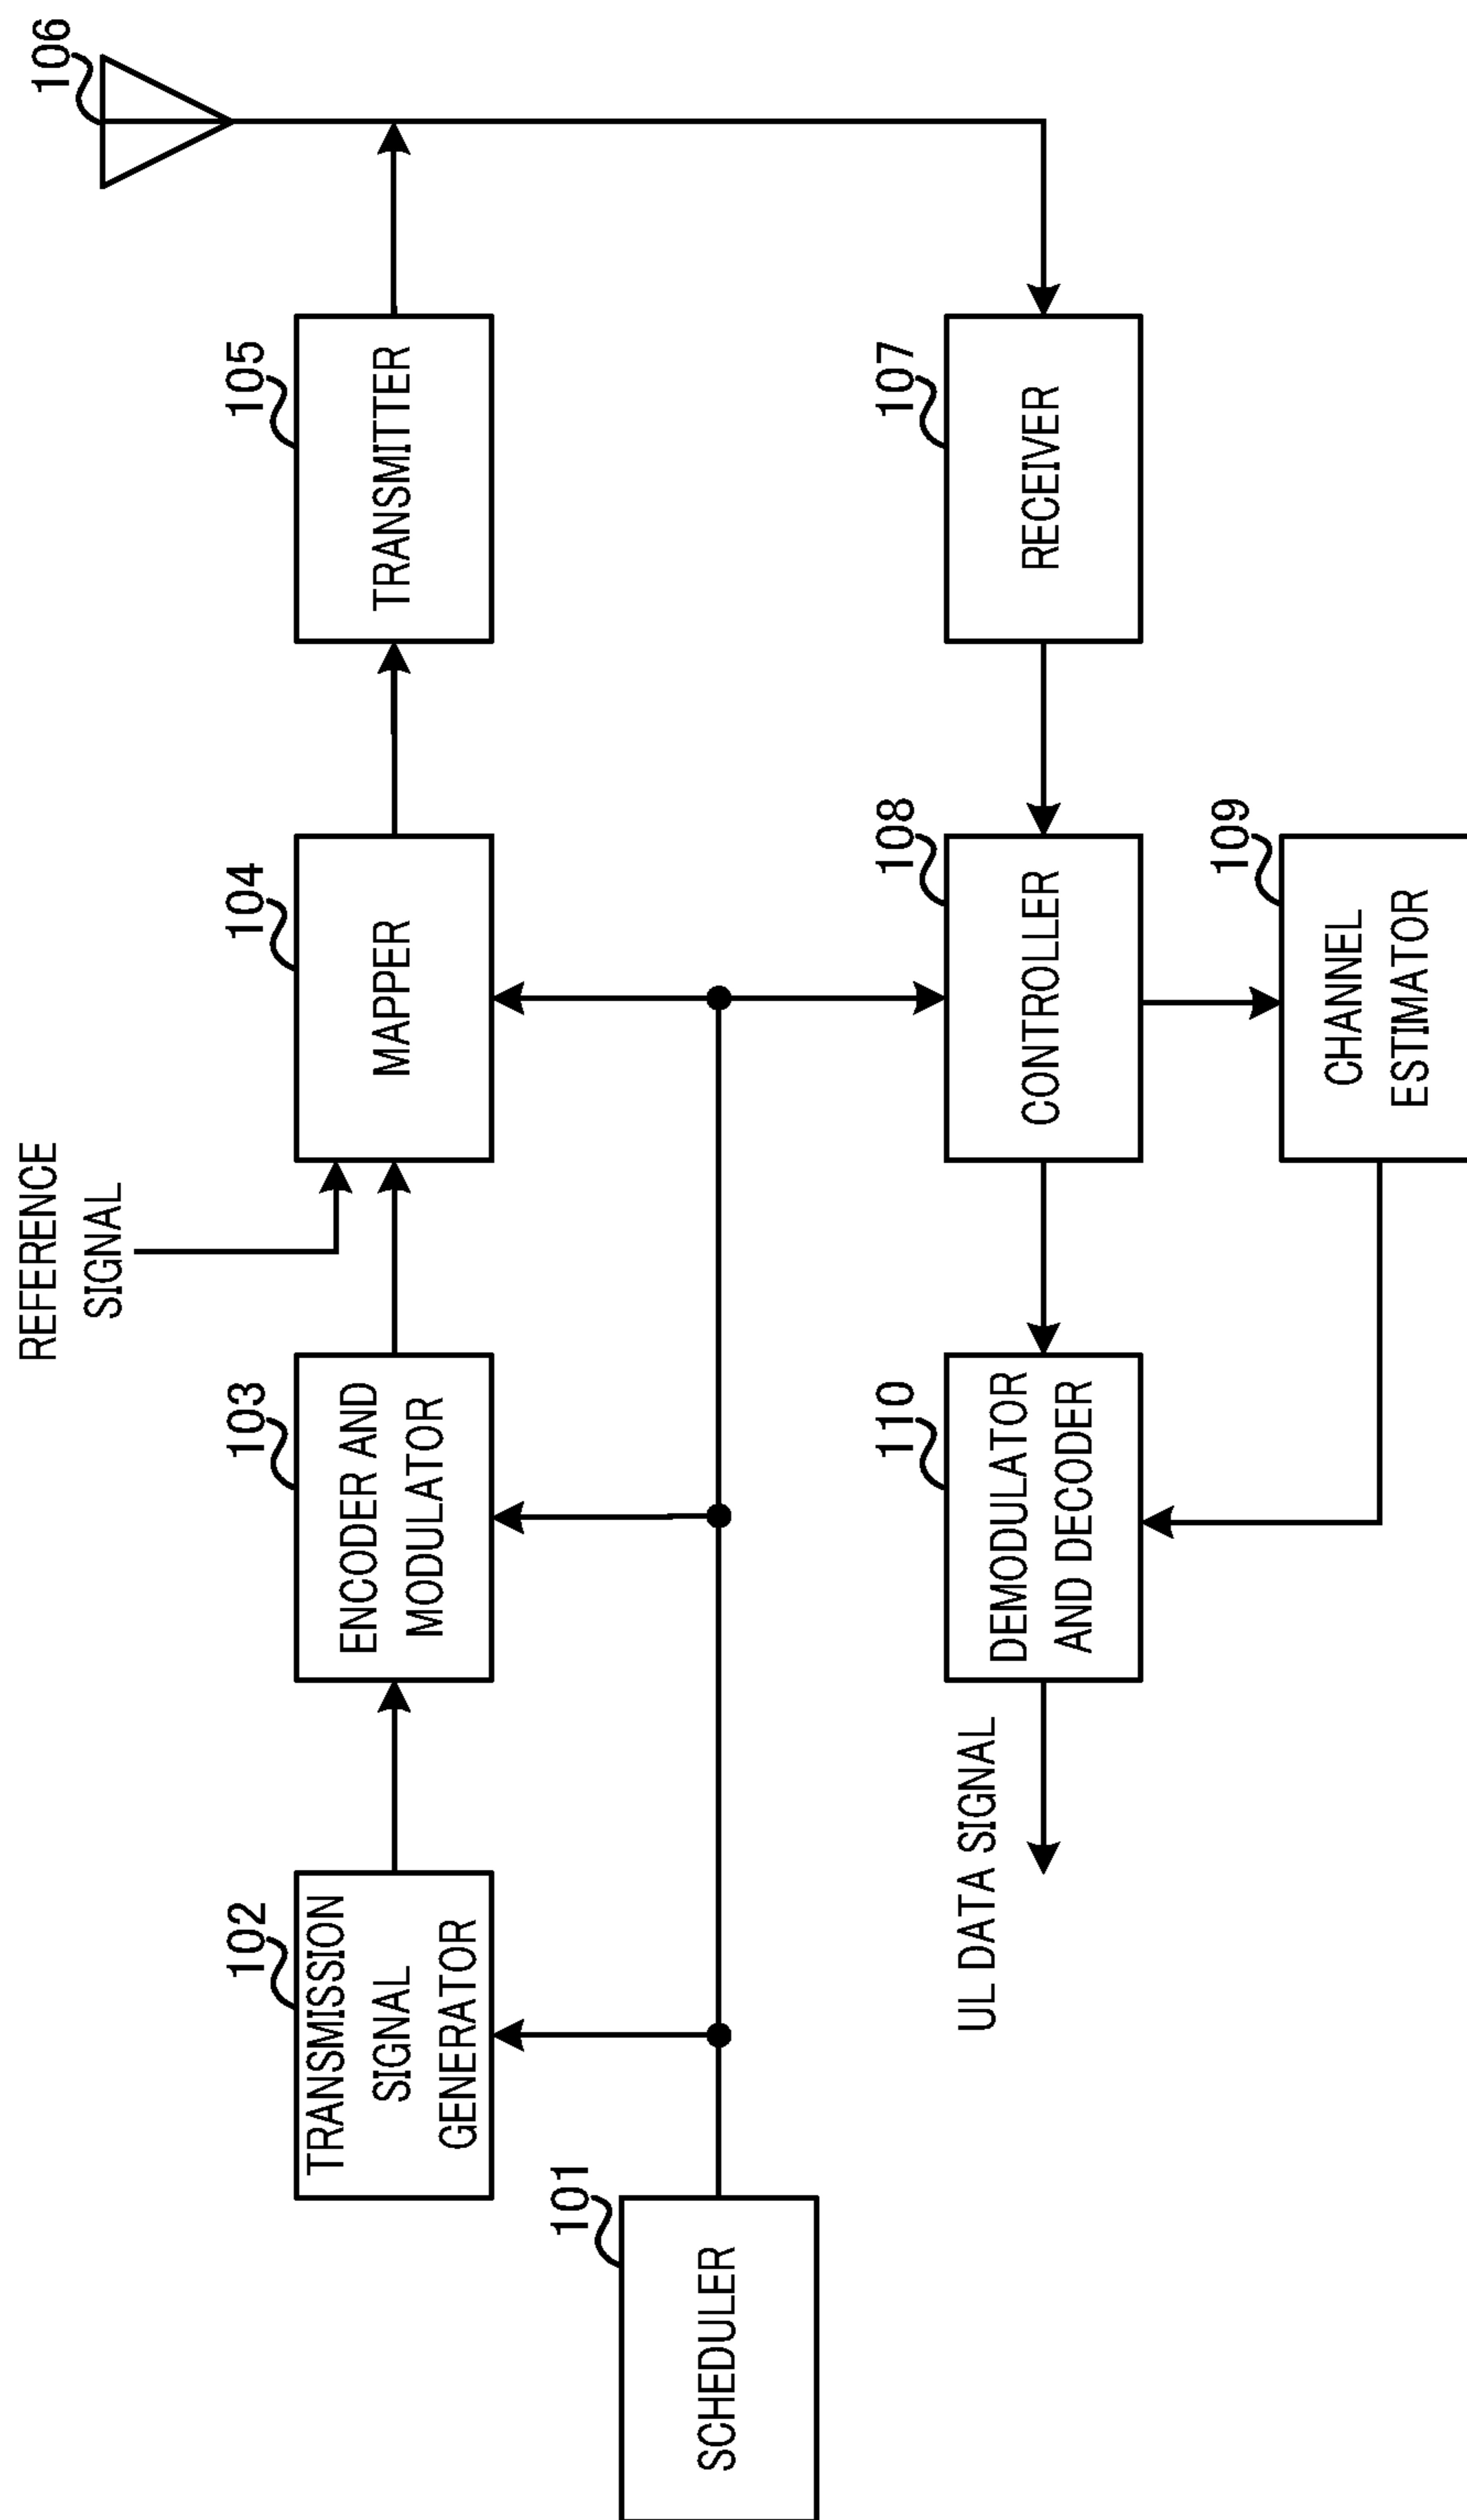 106
105
TRANSMITTER
107
RECEIVER
104
MAPPER
108
CONTROLLER
109
CHANNEL
ESTIMATOR
REFERENCE
SIGNAL
103
ENCODER AND
MODULATOR
110
DEMODULATOR
AND DECODER
102
TRANSMISSION
SIGNAL
GENERATOR
UL DATA SIGNAL
101
SCHEDULER